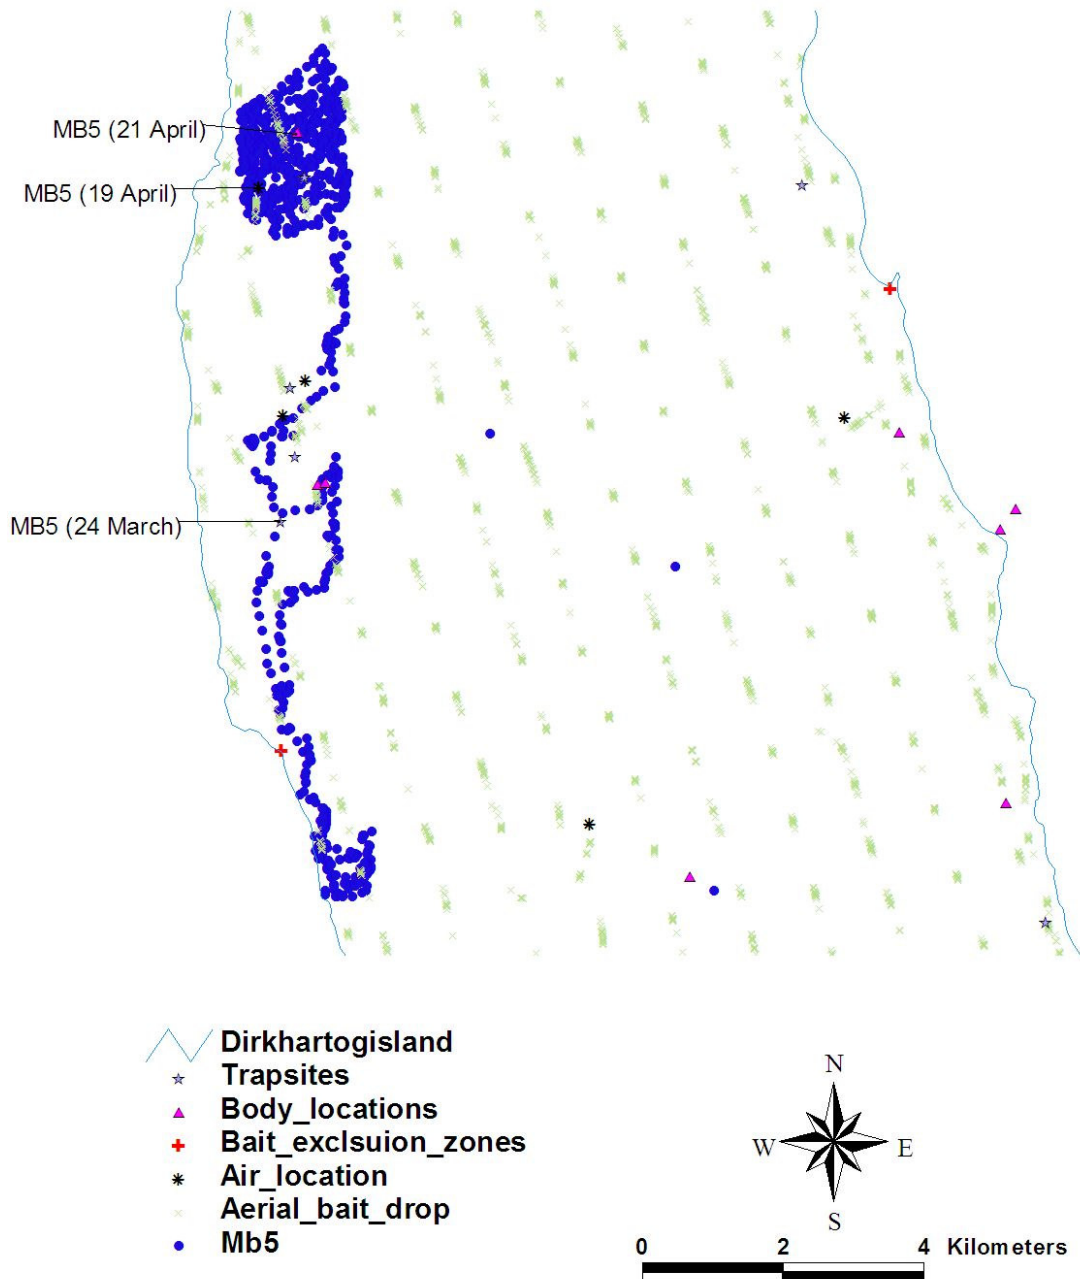 MB5 (21 April)
MB5 (19 April)
MB5 (24 March)
Dirkhartogisland
Trapsites
Body_locations
Bait_exclsuion_zones
Air_location
Aerial_bait_drop
Mb5
N
W E
S
0 2 4 Kilometers